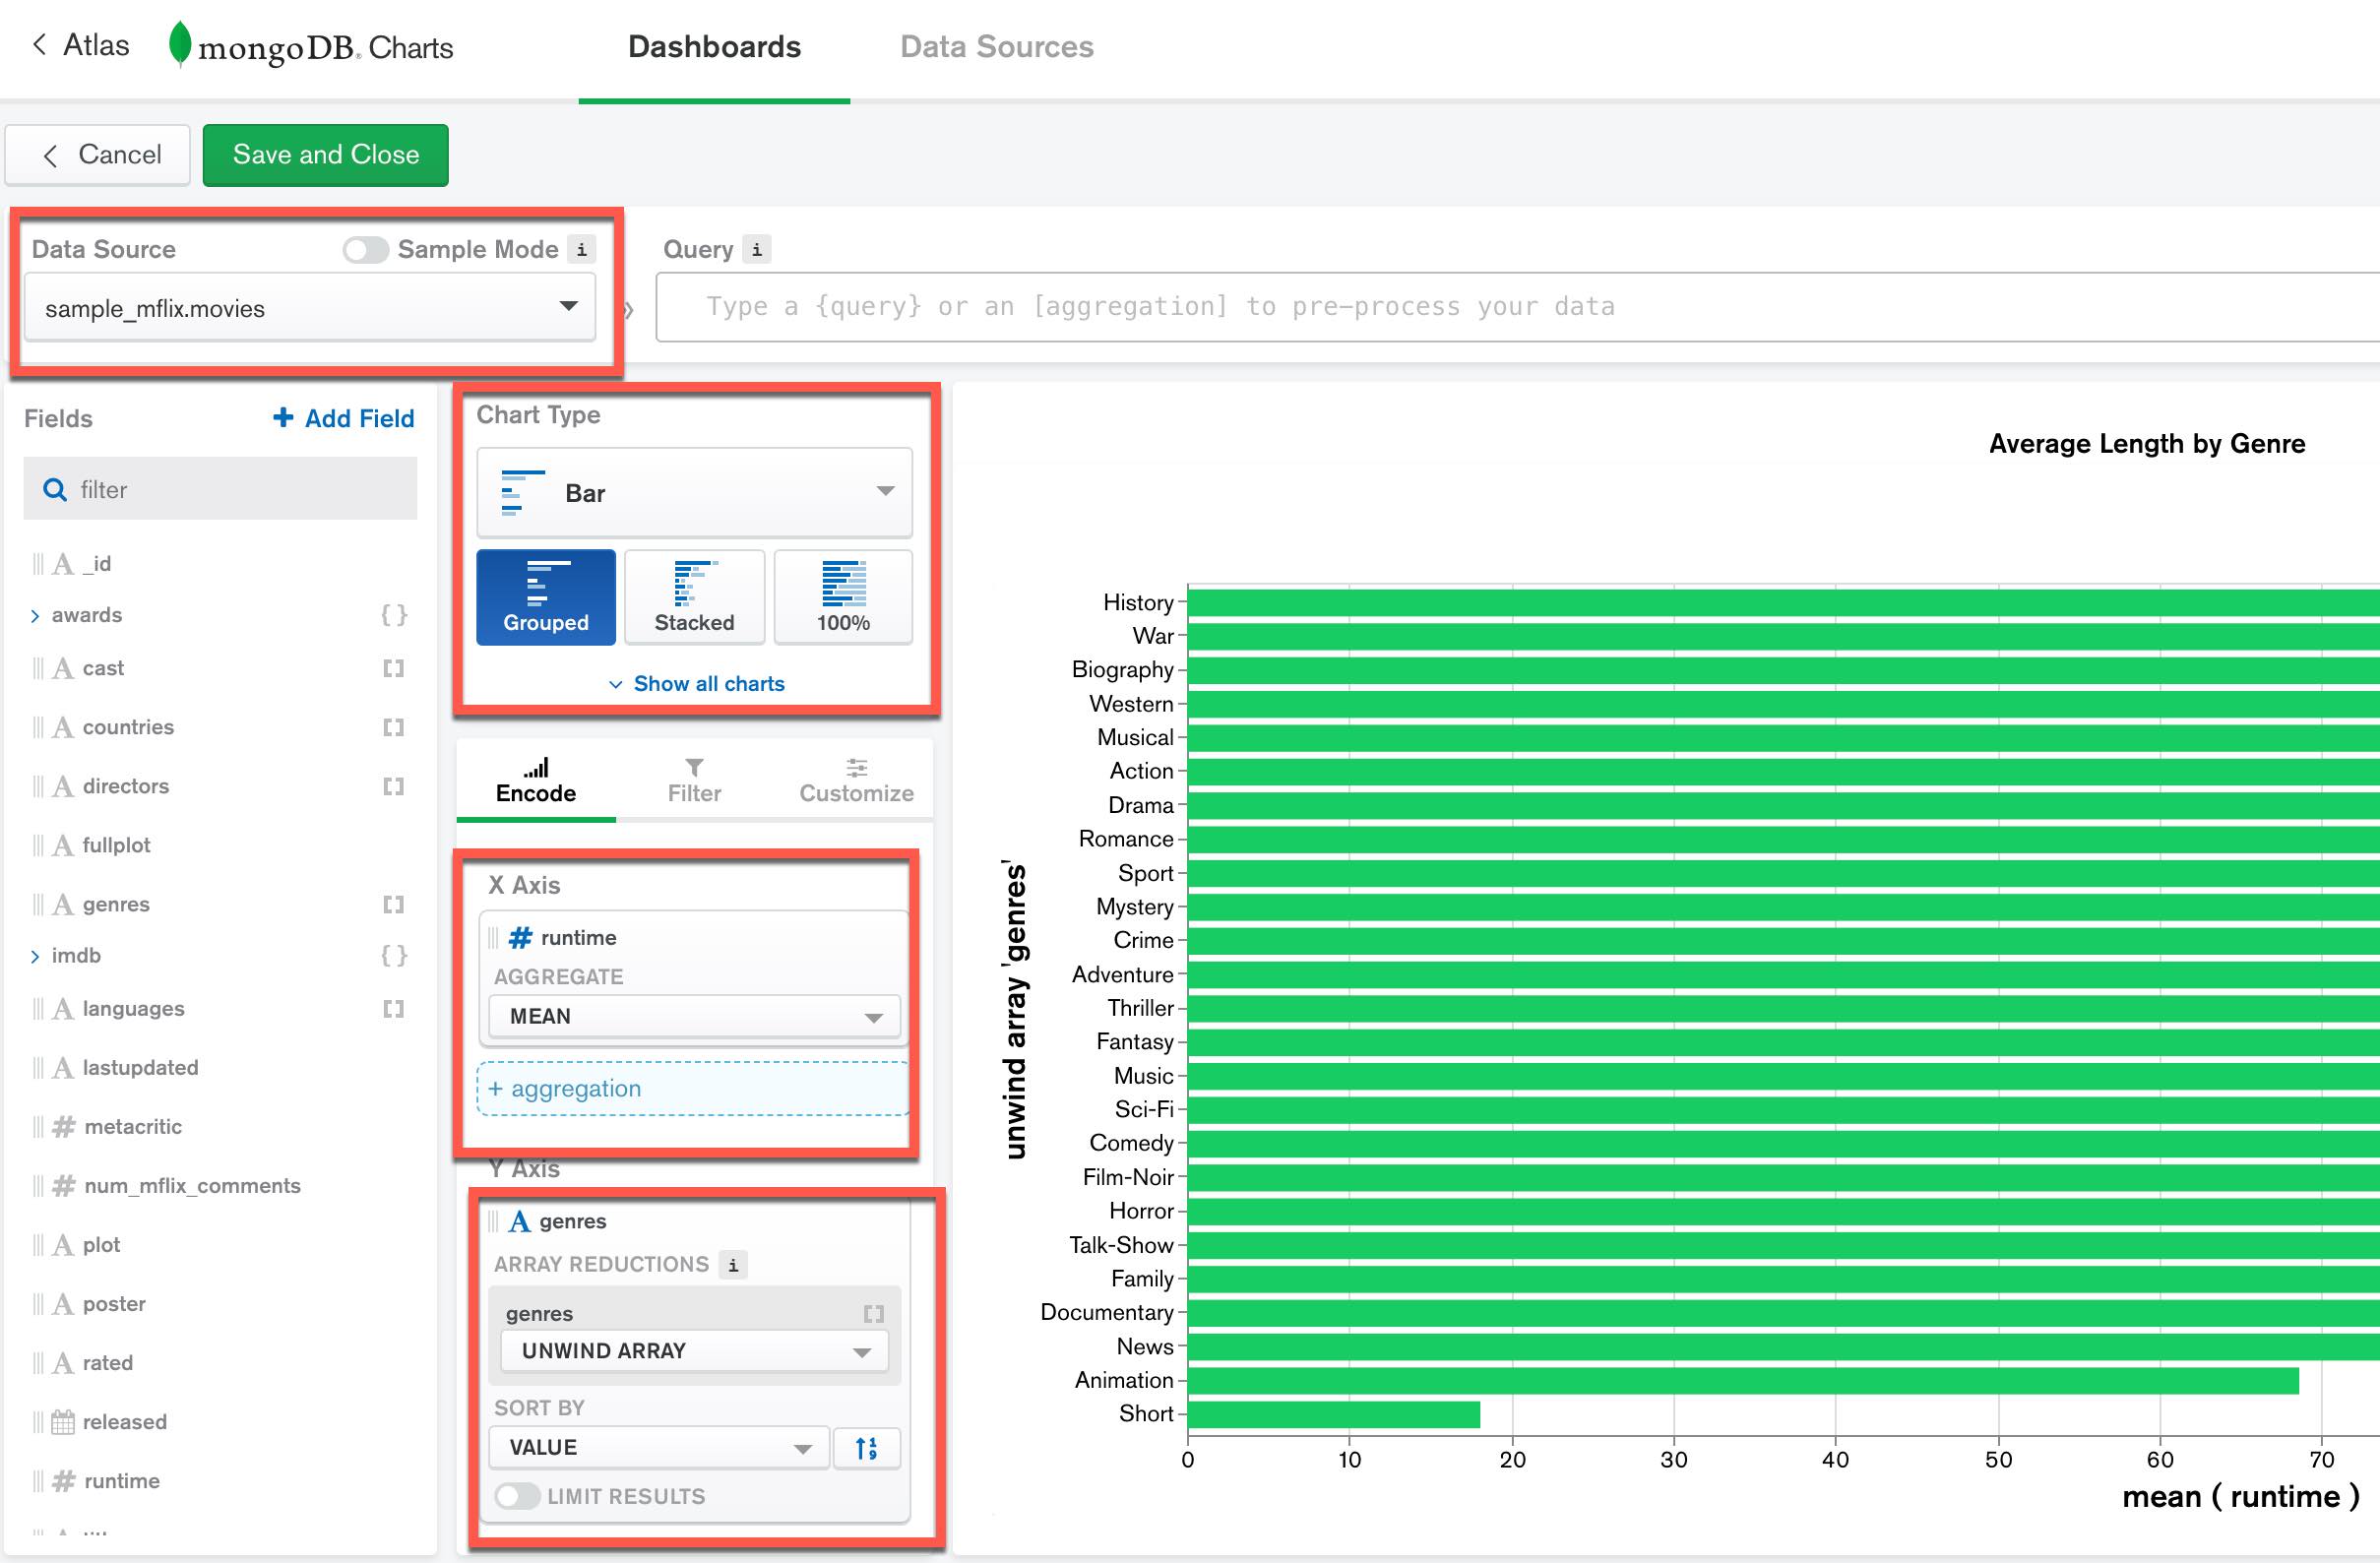 Atlas
mongoDB. Charts
Dashboards
Data Sources
Cancel
Save and Close
Data Source
Sample Mode i
sample_mflix.movies
Query i
Type a {query} or an [aggregation] to pre-process your data
Fields
+ Add Field
filter
A _id
awards { }
A cast [ ]
A countries [ ]
A directors [ ]
A fullplot
A genres [ ]
imdb { }
A languages [ ]
A lastupdated
# metacritic
# num_mflix_comments
A plot
A poster
A rated
released
# runtime
Chart Type
Bar
Grouped
Stacked
100%
Show all charts
Encode
Filter
Customize
X Axis
# runtime
AGGREGATE
MEAN
+ aggregation
Y Axis
A genres
ARRAY REDUCTIONS i
genres [ ]
UNWIND ARRAY
SORT BY
VALUE
1
9
LIMIT RESULTS
Average Length by Genre
unwind array 'genres'
History
War
Biography
Western
Musical
Action
Drama
Romance
Sport
Mystery
Crime
Adventure
Thriller
Fantasy
Music
Sci-Fi
Comedy
Film-Noir
Horror
Talk-Show
Family
Documentary
News
Animation
Short
0 10 20 30 40 50 60 70
mean ( runtime )